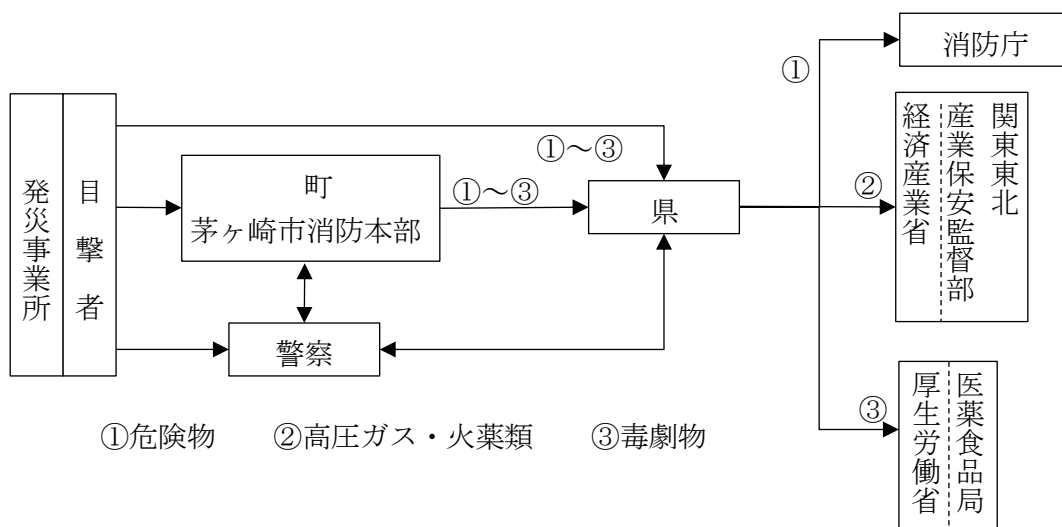 発災事業所
目撃者
町
茅ヶ崎市消防本部
警察
①～③
①～③
県
①
消防庁
②
関東東北
産業保安監督部
経済産業省
③
医薬食品局
厚生労働省
①危険物 ②高圧ガス・火薬類 ③毒劇物